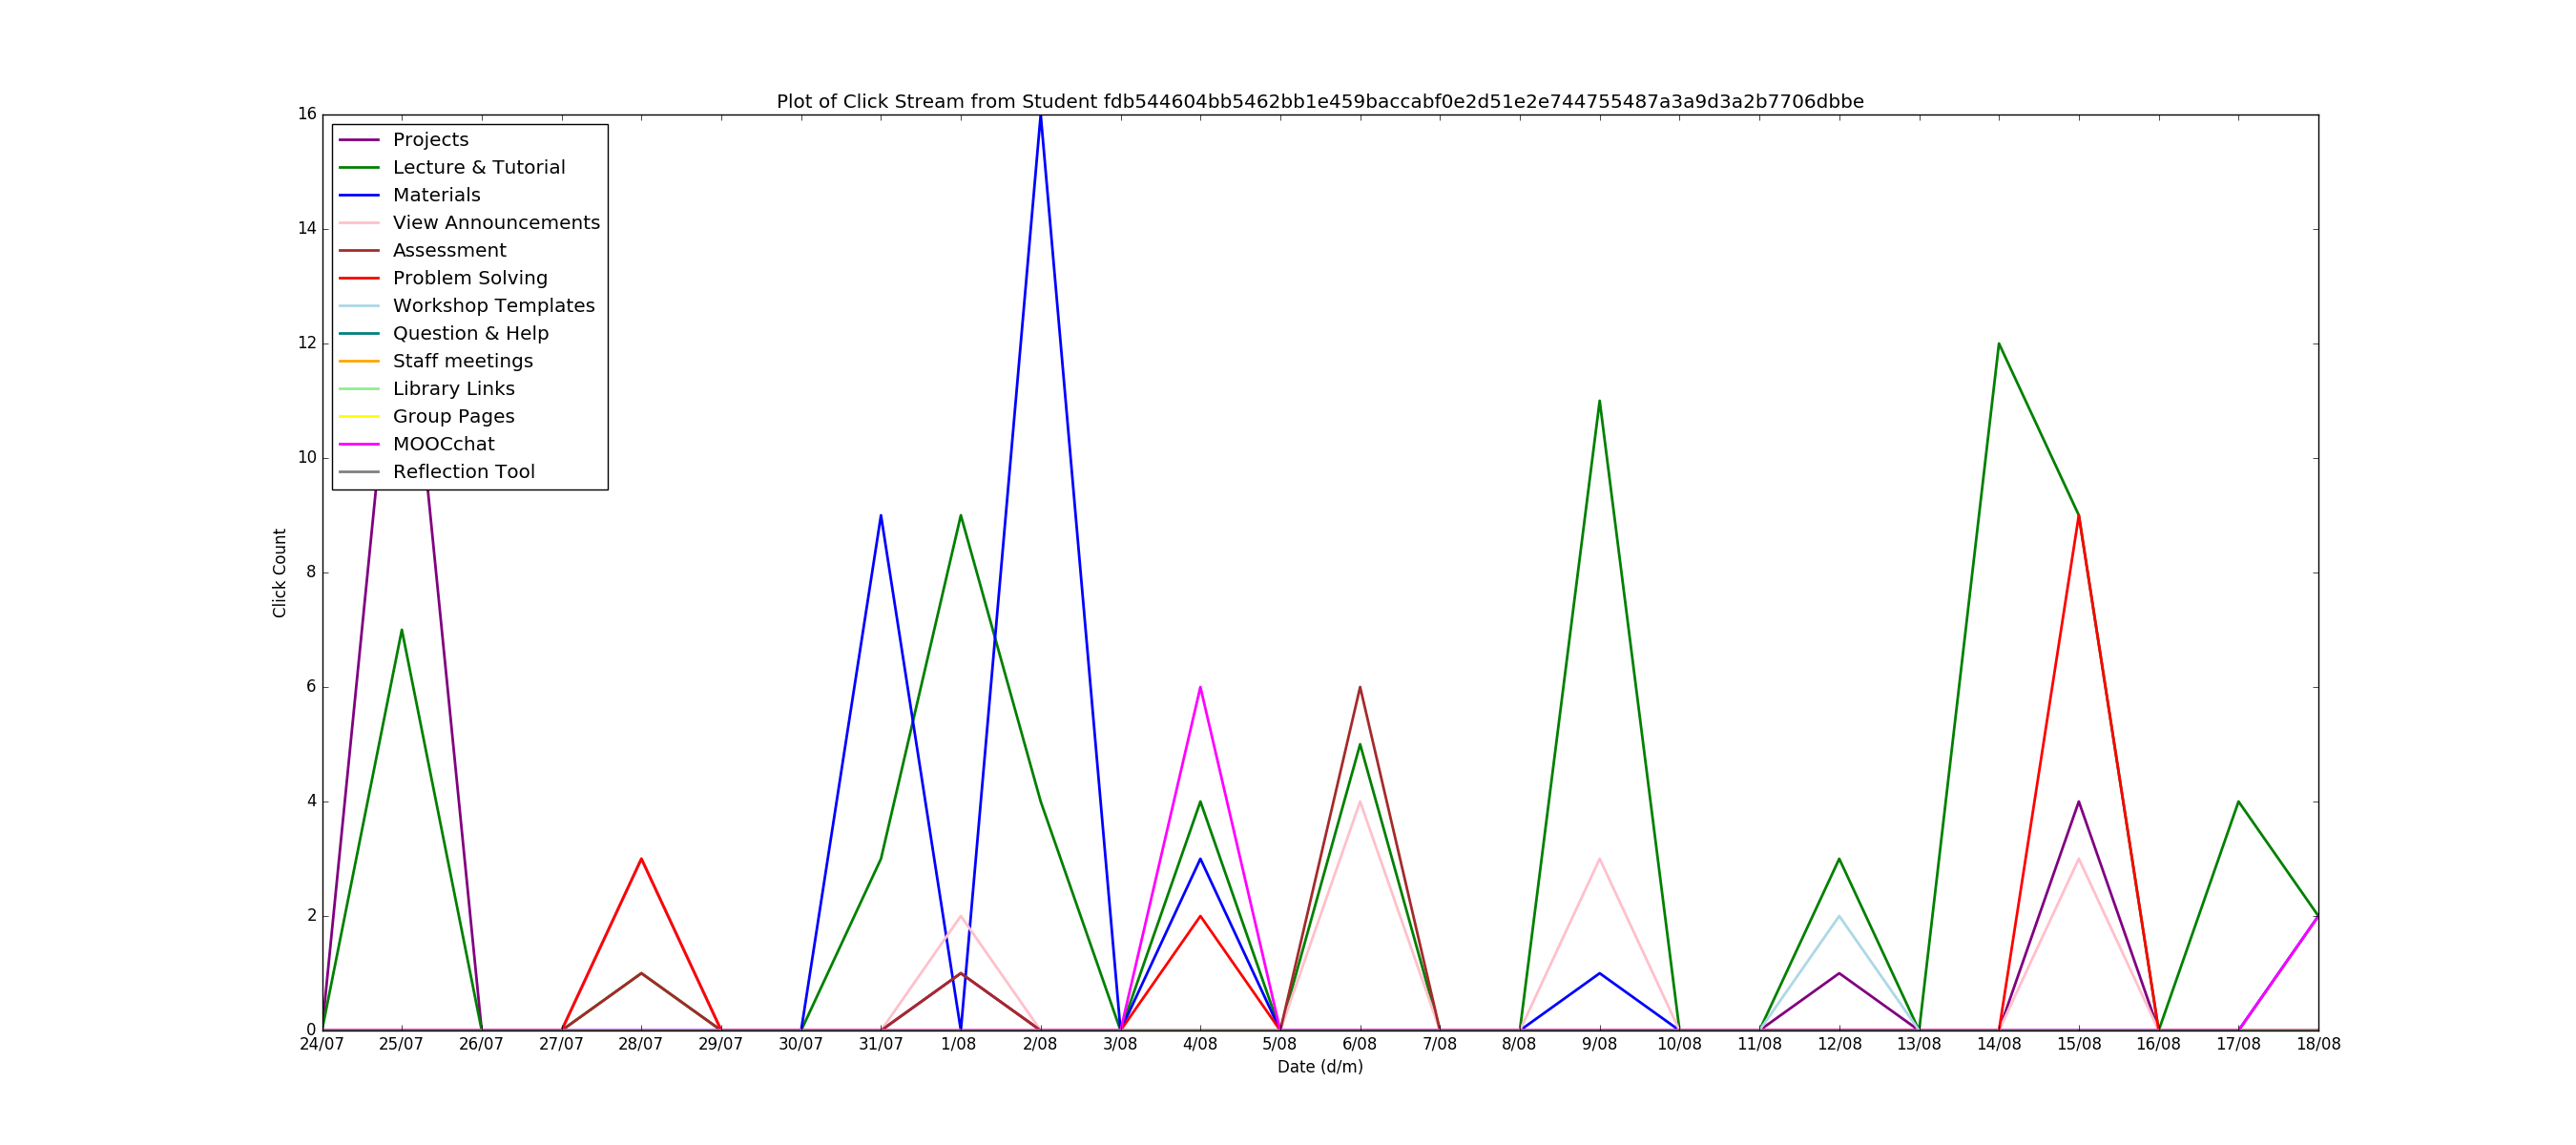 Plot of Click Stream from Student fdb544604bb5462bb1e459baccabf0e2d51e2e744755487a3a9d3a2b7706dbbe
16
14
12
10
8
6
4
2
0
Click Count
Projects
Lecture & Tutorial
Materials
View Announcements
Assessment
Problem Solving
Workshop Templates
Question & Help
Staff meetings
Library Links
Group Pages
MOOCchat
Reflection Tool
24/07 25/07 26/07 27/07 28/07 29/07 30/07 31/07 1/08 2/08 3/08 4/08 5/08 6/08 7/08 8/08 9/08 10/08 11/08 12/08 13/08 14/08 15/08 16/08 17/08 18/08
Date (d/m)